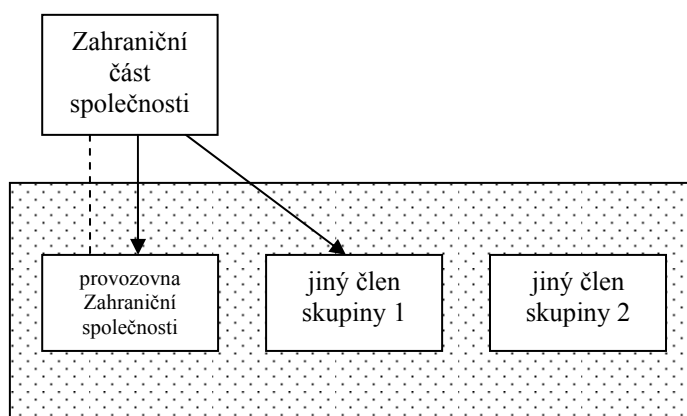 Zahraniční
část
společnosti
provozovna
Zahraniční
společnosti
jiný člen
skupiny 1
jiný člen
skupiny 2